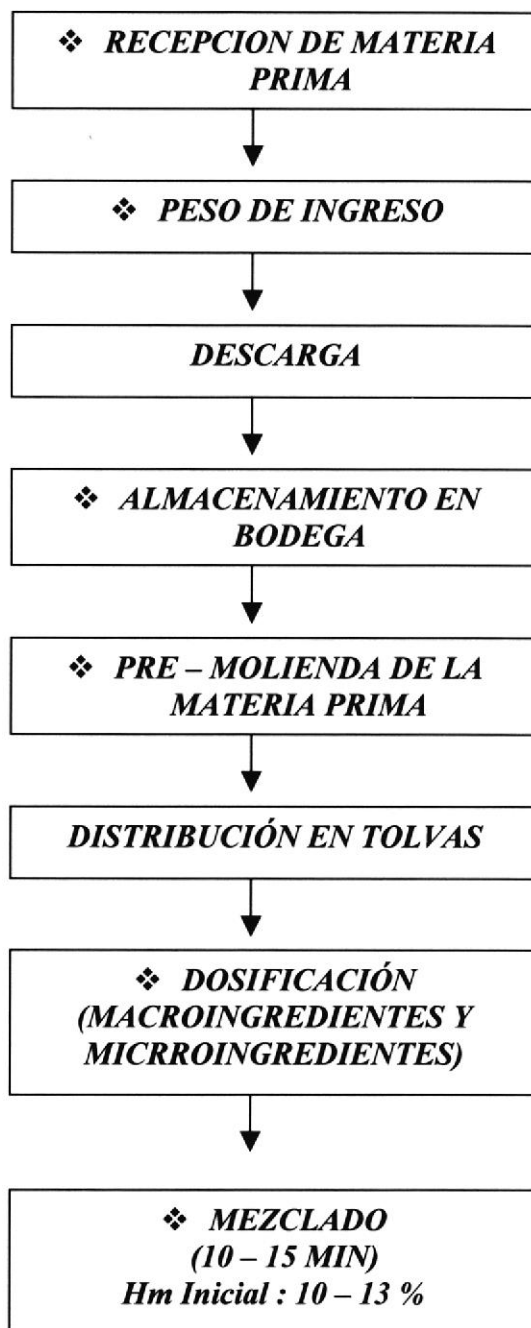 ❖ RECEPCION DE MATERIA
PRIMA
❖ PESO DE INGRESO
DESCARGA
❖ ALMACENAMIENTO EN
BODEGA
❖ PRE – MOLIENDA DE LA
MATERIA PRIMA
DISTRIBUCIÓN EN TOLVAS
❖ DOSIFICACIÓN
(MACROINGREDIENTES Y
MICRROINGREDIENTES)
❖ MEZCLADO
(10 – 15 MIN)
Hm Inicial : 10 – 13 %